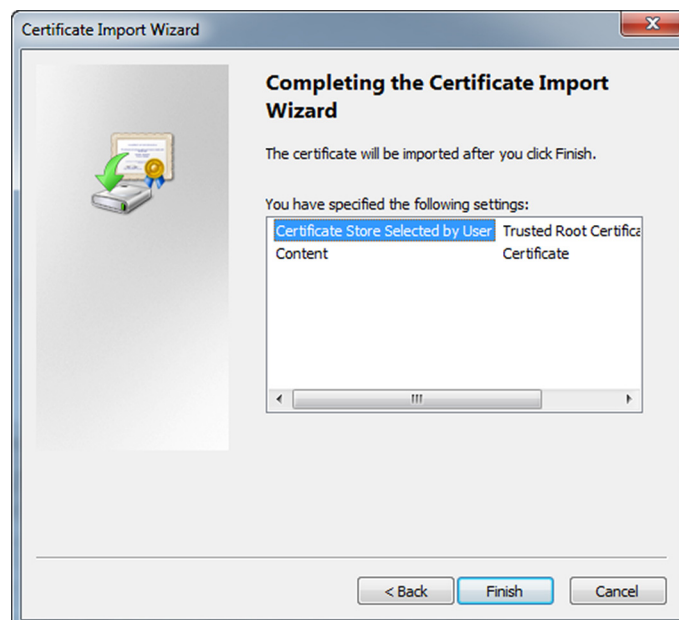 Certificate Import Wizard
Completing the Certificate Import
Wizard
The certificate will be imported after you click Finish.
You have specified the following settings:
Certificate Store Selected by User Trusted Root Certifica
Content Certificate
< Back Finish Cancel